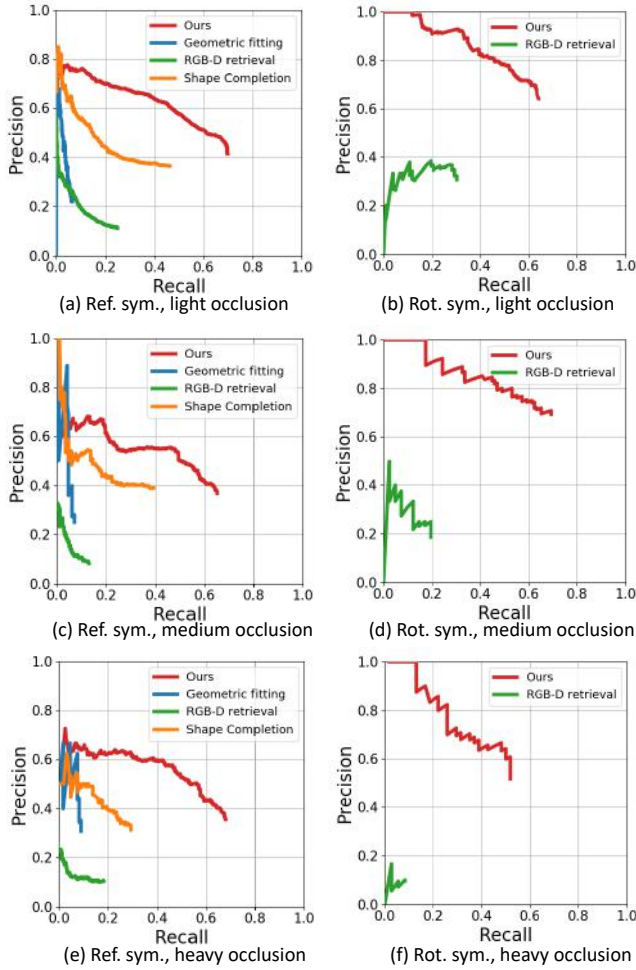 1.0
0.8
0.6
0.4
0.2
0.0
Precision
Ours
Geometric fitting
RGB-D retrieval
Shape Completion
0.0 0.2 0.4 0.6 0.8 1.0
Recall
(a) Ref. sym., light occlusion
1.0
0.8
0.6
0.4
0.2
0.0
Precision
Ours
RGB-D retrieval
0.0 0.2 0.4 0.6 0.8 1.0
Recall
(b) Rot. sym., light occlusion
1.0
0.8
0.6
0.4
0.2
0.0
Precision
Ours
Geometric fitting
RGB-D retrieval
Shape Completion
0.0 0.2 0.4 0.6 0.8 1.0
Recall
(c) Ref. sym., medium occlusion
1.0
0.8
0.6
0.4
0.2
0.0
Precision
Ours
RGB-D retrieval
0.0 0.2 0.4 0.6 0.8 1.0
Recall
(d) Rot. sym., medium occlusion
1.0
0.8
0.6
0.4
0.2
0.0
Precision
Ours
Geometric fitting
RGB-D retrieval
Shape Completion
0.0 0.2 0.4 0.6 0.8 1.0
Recall
(e) Ref. sym., heavy occlusion
1.0
0.8
0.6
0.4
0.2
0.0
Precision
Ours
RGB-D retrieval
0.0 0.2 0.4 0.6 0.8 1.0
Recall
(f) Rot. sym., heavy occlusion